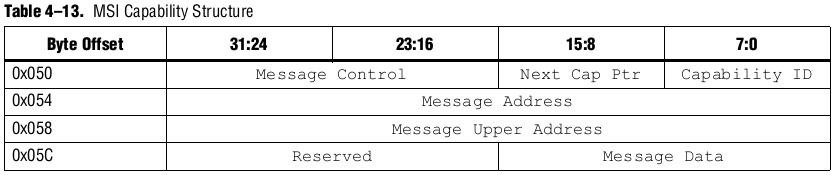 Table 4–13. MSI Capability Structure
Byte Offset 31:24 23:16 15:8 7:0
0x050 Message Control Next Cap Ptr Capability ID
0x054 Message Address
0x058 Message Upper Address
0x05C Reserved Message Data